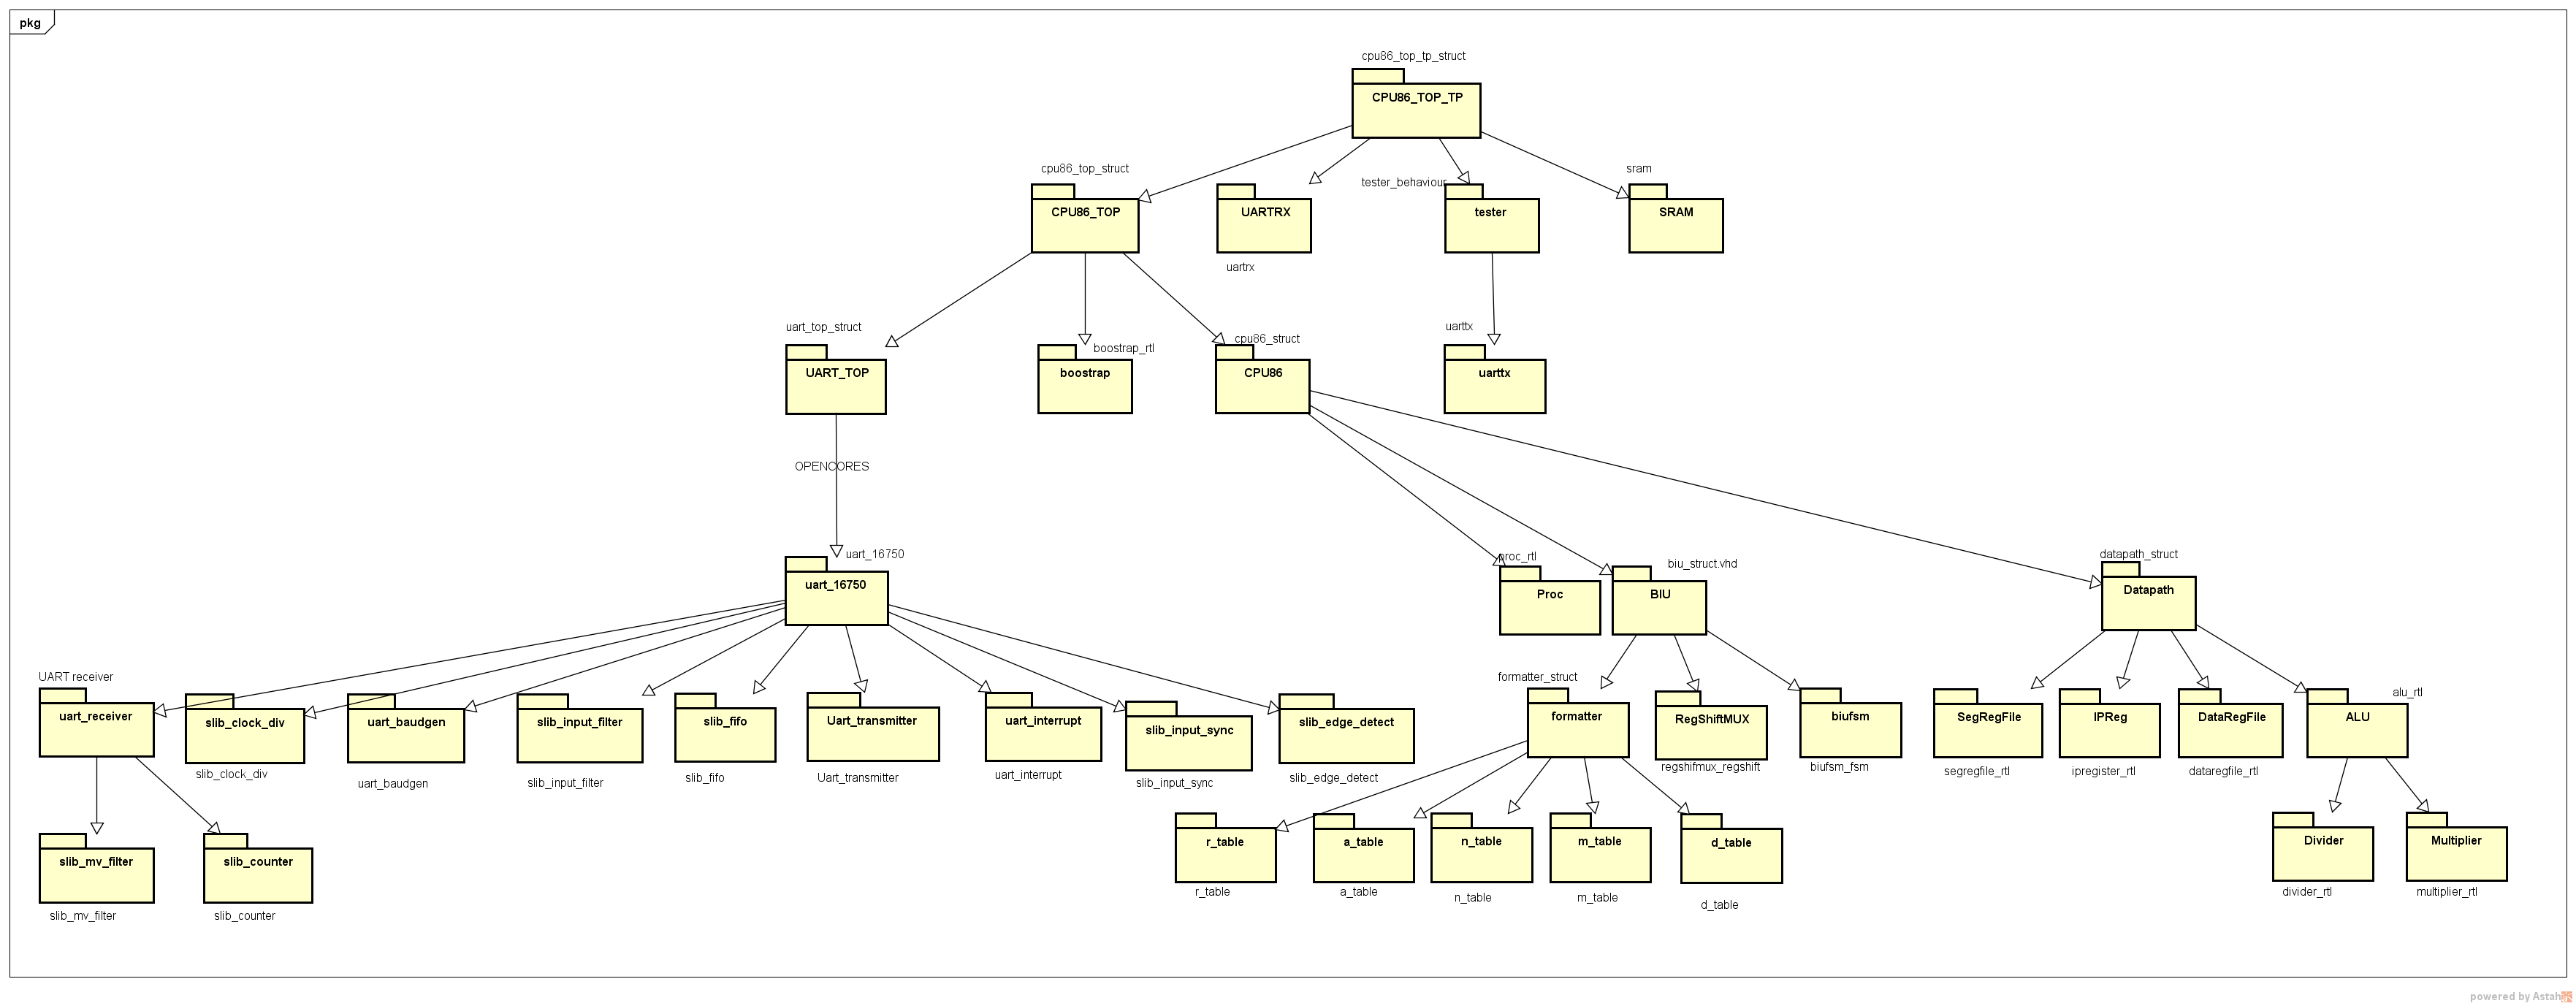 pkg
cpu86_top_tp_struct
CPU86_TOP_TP
cpu86_top_struct
CPU86_TOP
UARTRX
uartrx
tester_behaviour
tester
sram
SRAM
uart_top_struct
UART_TOP
boostrap_rtl
boostrap
cpu86_struct
CPU86
uarttx
uarttx
OPENCORES
uart_16750
uart_16750
proc_rtl
Proc
biu_struct.vhd
BIU
datapath_struct
Datapath
UART receiver
uart_receiver
slib_clock_div
slib_clock_div
uart_baudgen
uart_baudgen
slib_input_filter
slib_input_filter
slib_fifo
slib_fifo
Uart_transmitter
Uart_transmitter
uart_interrupt
uart_interrupt
slib_input_sync
slib_input_sync
slib_edge_detect
slib_edge_detect
formatter_struct
formatter
RegShiftMUX
regshifmux_regshift
biufsm
biufsm_fsm
SegRegFile
segregfile_rtl
IPReg
ipregister_rtl
DataRegFile
dataregfile_rtl
alu_rtl
ALU
slib_mv_filter
slib_mv_filter
slib_counter
slib_counter
r_table
r_table
a_table
a_table
n_table
n_table
m_table
m_table
d_table
d_table
Divider
divider_rtl
Multiplier
multiplier_rtl
powered by Astah